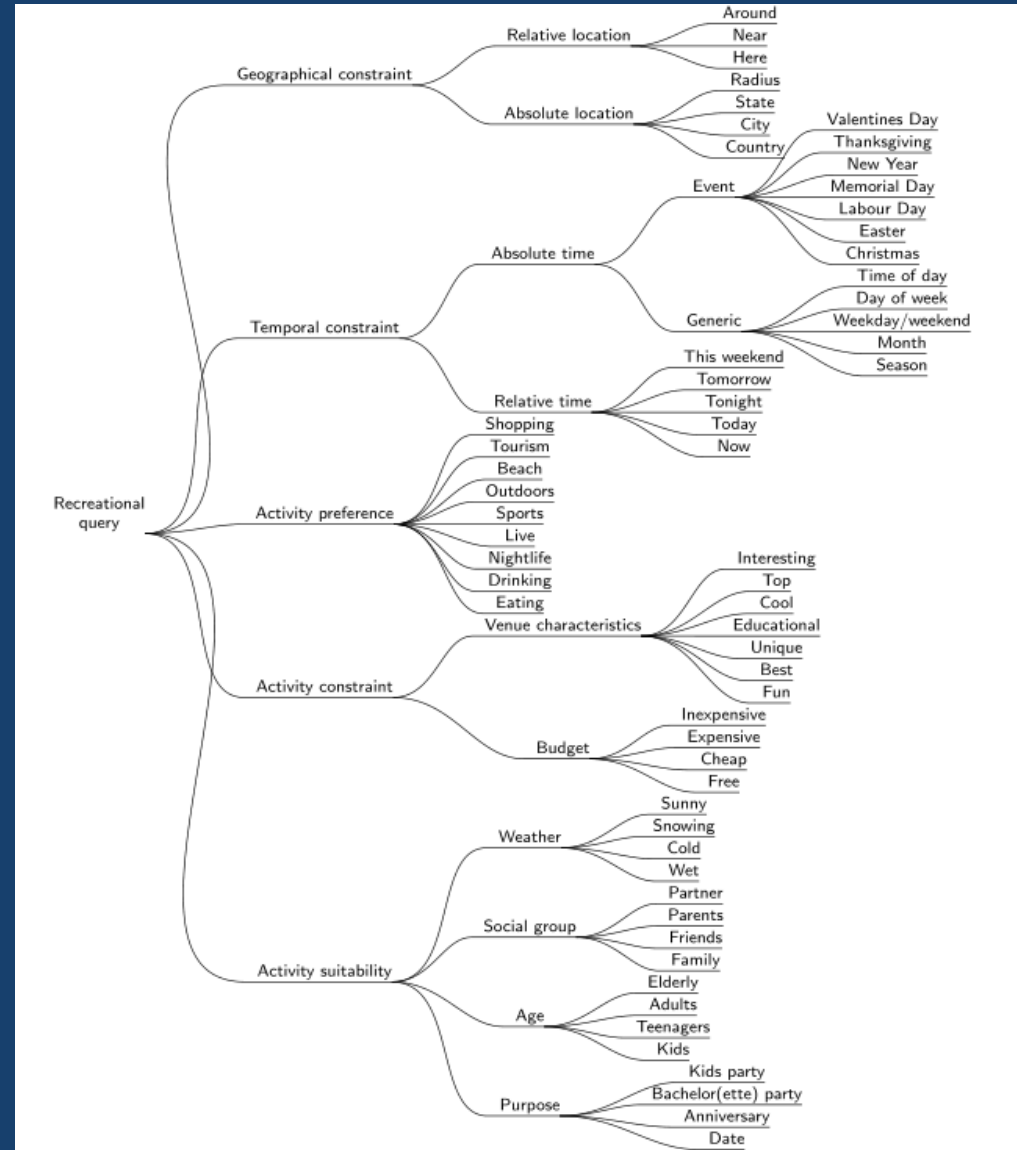 Around
Relative location
Near
Here
Geographical constraint
Radius
Absolute location
State
City
Country
Valentines Day
Thanksgiving
New Year
Event
Memorial Day
Labour Day
Easter
Absolute time
Christmas
Time of day
Day of week
Generic
Weekday/weekend
Temporal constraint
Month
Season
This weekend
Tomorrow
Relative time
Tonight
Today
Now
Shopping
Tourism
Beach
Outdoors
Recreational
query
Activity preference
Sports
Live
Nightlife
Drinking
Eating
Interesting
Top
Cool
Venue characteristics
Educational
Unique
Best
Fun
Activity constraint
Inexpensive
Expensive
Budget
Cheap
Free
Sunny
Weather
Snowing
Cold
Wet
Partner
Social group
Parents
Friends
Family
Activity suitability
Elderly
Adults
Age
Teenagers
Kids
Kids party
Bachelor(ette) party
Purpose
Anniversary
Date